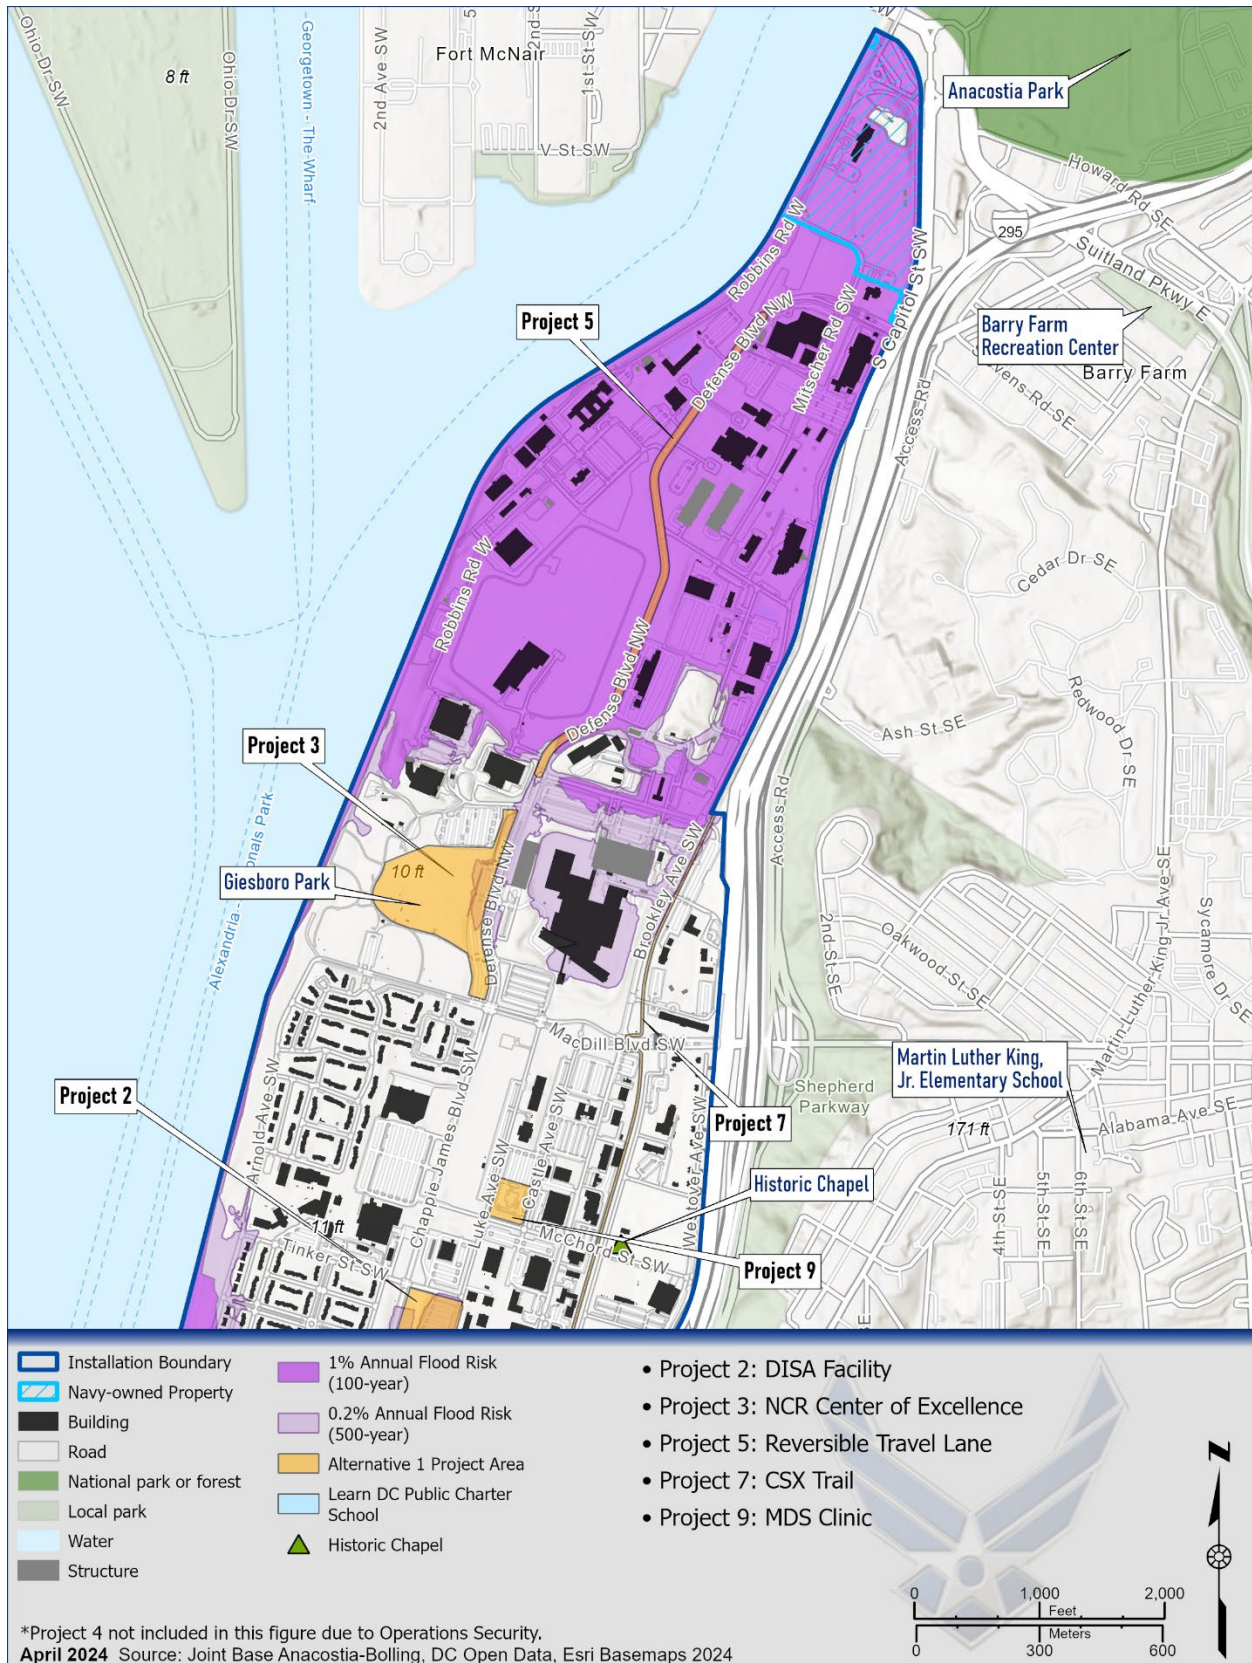 Ohio Dr SW
8 ft
Ohio Dr SW
Georgetown -- The Wharf
2nd Ave SW
Fort McNair
1st St SW
V St SW
Anacostia Park
Howard Rd SE
295
Suitland Pkwy E
Robbins Rd W
S Capitol St SW
Project 5
Defense Blvd NW
Mitscher Rd SW
Barry Farm
Recreation Center
Barry Farm
Access Rd
Robbins Rd W
Cedar Dr SE
Redwood Dr SE
Defense Blvd NW
Ash St SE
Project 3
Access Rd
10 ft
Giesboro Park
Defense Blvd NW
Brookley Ave SW
2nd St SE
Oakwood St SE
Martin Luther King Jr Ave SE
Sycamore Dr SE
MacDill Blvd SW
Martin Luther King,
Jr. Elementary School
Shepherd
Parkway
Project 2
Arnold Ave SW
Chappie James Blvd SW
Project 7
171 ft
Alabama Ave SE
Luke Ave SW
Castle Ave SW
Westover Ave SW
Historic Chapel
4th St SE
5th St SE
6th St SE
11 ft
Tinker St SW
McChord St SW
Project 9
Installation Boundary
Navy-owned Property
Building
Road
National park or forest
Local park
Water
Structure
1% Annual Flood Risk
(100-year)
0.2% Annual Flood Risk
(500-year)
Alternative 1 Project Area
Learn DC Public Charter
School
Historic Chapel
• Project 2: DISA Facility
• Project 3: NCR Center of Excellence
• Project 5: Reversible Travel Lane
• Project 7: CSX Trail
• Project 9: MDS Clinic
N
0 1,000 2,000
Feet
Meters
0 300 600
*Project 4 not included in this figure due to Operations Security.
April 2024 Source: Joint Base Anacostia-Bolling, DC Open Data, Esri Basemaps 2024